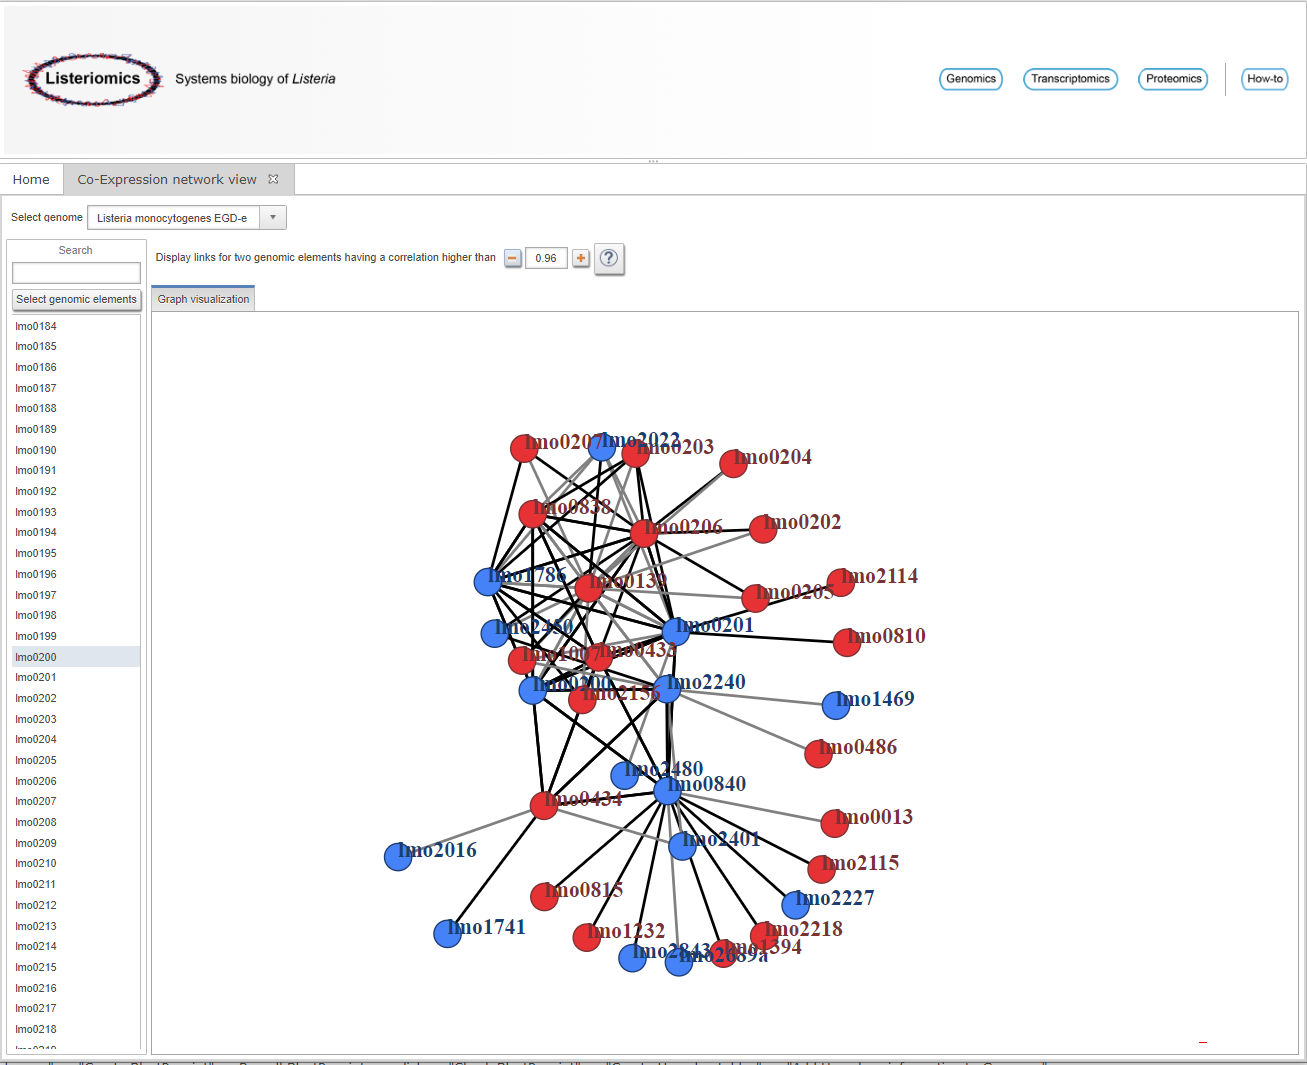 Listeriomics
Systems biology of Listeria
Genomics
Transcriptomics
Proteomics
How-to
Home
Co-Expression network view
Select genome
Listeria monocytogenes EGD-e
Search
Select genomic elements
Display links for two genomic elements having a correlation higher than
0.96
?
Graph visualization
lmo0184
lmo0185
lmo0186
lmo0187
lmo0188
lmo0189
lmo0190
lmo0191
lmo0192
lmo0193
lmo0194
lmo0195
lmo0196
lmo0197
lmo0198
lmo0199
lmo0200
lmo0201
lmo0202
lmo0203
lmo0204
lmo0205
lmo0206
lmo0207
lmo0208
lmo0209
lmo0210
lmo0211
lmo0212
lmo0213
lmo0214
lmo0215
lmo0216
lmo0217
lmo0218
lmo0207
lmo2022
lmo0203
lmo0204
lmo0838
lmo0206
lmo0202
lmo1786
lmo0139
lmo0205
lmo2114
lmo2450
lmo0201
lmo0810
lmo1007
lmo0433
lmo0200
lmo2156
lmo2240
lmo1469
lmo0486
lmo2480
lmo0840
lmo0434
lmo0013
lmo2401
lmo2016
lmo2115
lmo0815
lmo2227
lmo1741
lmo1232
lmo2218
lmo2843
lmo2689a
lmo1394